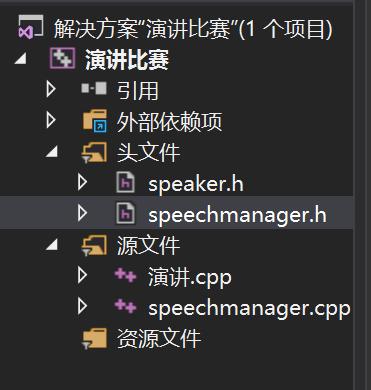 解决方案"演讲比赛"(1 个项目)
演讲比赛
引用
外部依赖项
头文件
speaker.h
speechmanager.h
源文件
演讲.cpp
speechmanager.cpp
资源文件